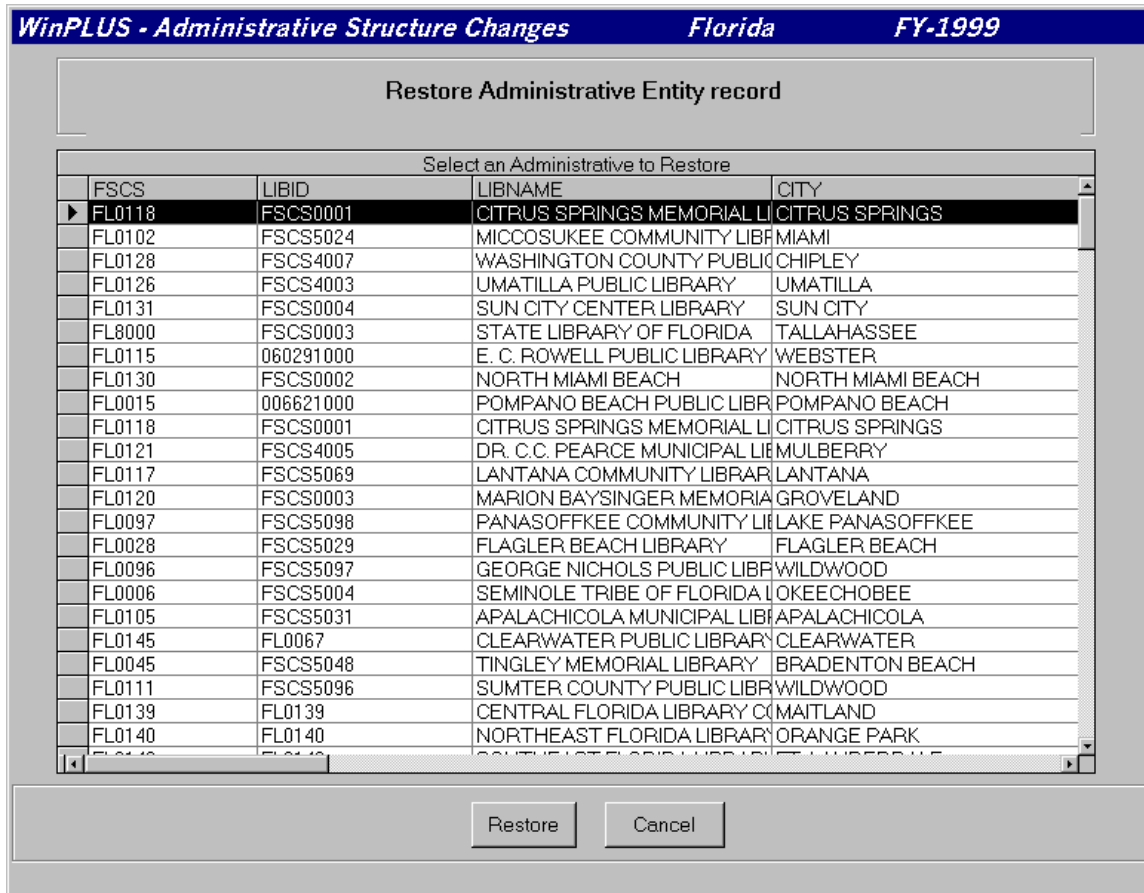 WinPLUS - Administrative Structure Changes Florida FY-1999
Restore Administrative Entity record
Select an Administrative to Restore
FSCS LIBID LIBNAME CITY
FL0118 FSCS0001 CITRUS SPRINGS MEMORIAL LI CITRUS SPRINGS
FL0102 FSCS5024 MICCOSUKEE COMMUNITY LIBR MIAMI
FL0128 FSCS4007 WASHINGTON COUNTY PUBLIC CHIPLEY
FL0126 FSCS4003 UMATILLA PUBLIC LIBRARY UMATILLA
FL0131 FSCS0004 SUN CITY CENTER LIBRARY SUN CITY
FL8000 FSCS0003 STATE LIBRARY OF FLORIDA TALLAHASSEE
FL0115 060291000 E. C. ROWELL PUBLIC LIBRARY WEBSTER
FL0130 FSCS0002 NORTH MIAMI BEACH NORTH MIAMI BEACH
FL0015 006621000 POMPANO BEACH PUBLIC LIBR POMPANO BEACH
FL0118 FSCS0001 CITRUS SPRINGS MEMORIAL LI CITRUS SPRINGS
FL0121 FSCS4005 DR. C.C. PEARCE MUNICIPAL LIB MULBERRY
FL0117 FSCS5069 LANTANA COMMUNITY LIBRAR LANTANA
FL0120 FSCS0003 MARION BAYSINGER MEMORIA GROVELAND
FL0097 FSCS5098 PANASOFFKEE COMMUNITY LIB LAKE PANASOFFKEE
FL0028 FSCS5029 FLAGLER BEACH LIBRARY FLAGLER BEACH
FL0096 FSCS5097 GEORGE NICHOLS PUBLIC LIBR WILDWOOD
FL0006 FSCS5004 SEMINOLE TRIBE OF FLORIDA L OKEECHOBEE
FL0105 FSCS5031 APALACHICOLA MUNICIPAL LIBR APALACHICOLA
FL0145 FL0067 CLEARWATER PUBLIC LIBRARY CLEARWATER
FL0045 FSCS5048 TINGLEY MEMORIAL LIBRARY BRADENTON BEACH
FL0111 FSCS5096 SUMTER COUNTY PUBLIC LIBR WILDWOOD
FL0139 FL0139 CENTRAL FLORIDA LIBRARY CO MAITLAND
FL0140 FL0140 NORTHEAST FLORIDA LIBRARY ORANGE PARK
Restore Cancel